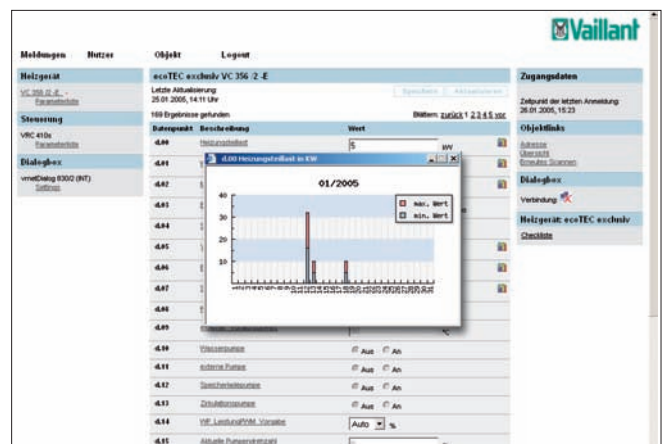 Vaillant
Meldungen Nutzer Objekt Logout
Heizgerät
VC 356 /2 -E -
Parameterliste
Steuerung
VRC 410s
Parameterliste
Dialogbox
vrnetDialog 830/2 (INT)
Settings
ecoTEC exclusiv VC 356 /2 -E
Letzte Aktualisierung:
25.01.2005, 14:11 Uhr
Speichern Aktualisieren
169 Ergebnisse gefunden
Blättern: zurück 1 2 3 4 5 vor
Datenpunkt Beschreibung Wert
d.00 Heizungsteillast 5 kW
d.00 Heizungsteillast in KW
01/2005
max. Wert
min. Wert
40
30
20
10
d.01
d.02
d.03
d.04
d.05
d.06
d.07
d.08
d.09 °C
d.10 Wasserpumpe Aus An
d.11 externe Pumpe Aus An
d.12 Speicherladepumpe Aus An
d.13 Zirkulationspumpe Aus An
d.14 Auto %
d.15 Aktuelle Pumpendrehzahl
Zugangsdaten
Zeitpunkt der letzten Anmeldung:
26.01.2005, 15:23
Objektlinks
Adresse
Übersicht
Erneutes Scannen
Dialogbox
Verbindung:
Heizgerät: ecoTEC exclusiv
Checkliste